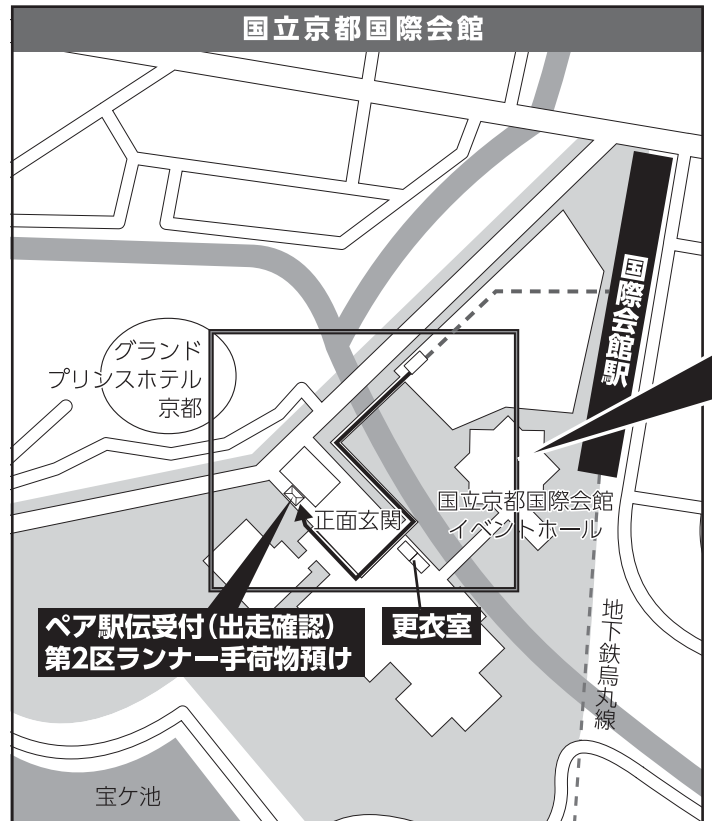 国立京都国際会館
国際会館駅
グランド
プリンスホテル
京都
正面玄関
国立京都国際会館
イベントホール
ペア駅伝受付(出走確認)
第2区ランナー手荷物預け
更衣室
地下鉄烏丸線
宝ケ池